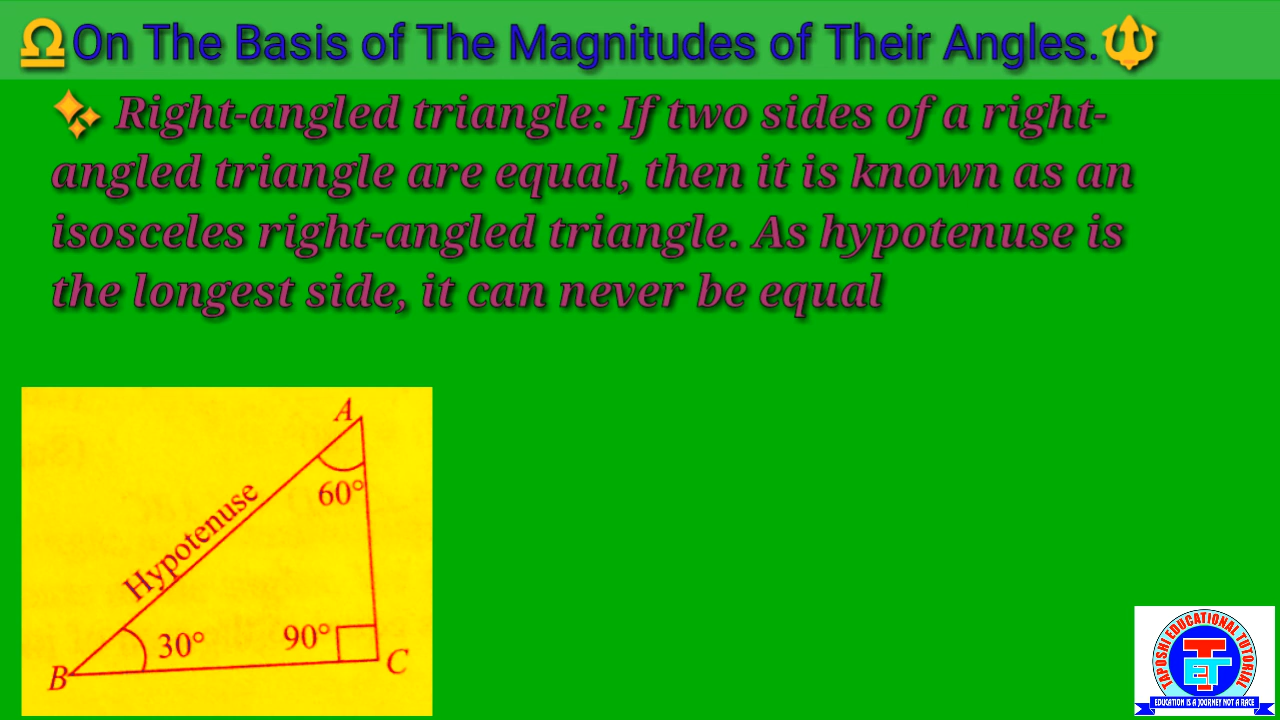 On The Basis of The Magnitudes of Their Angles.
Right-angled triangle: If two sides of a right-
angled triangle are equal, then it is known as an
isosceles right-angled triangle. As hypotenuse is
the longest side, it can never be equal
A
60°
Hypotenuse
30°
90°
B
C
TAPOSHI EDUCATIONAL TUTORIAL
TET
EDUCATION IS A JOURNEY NOT A RACE